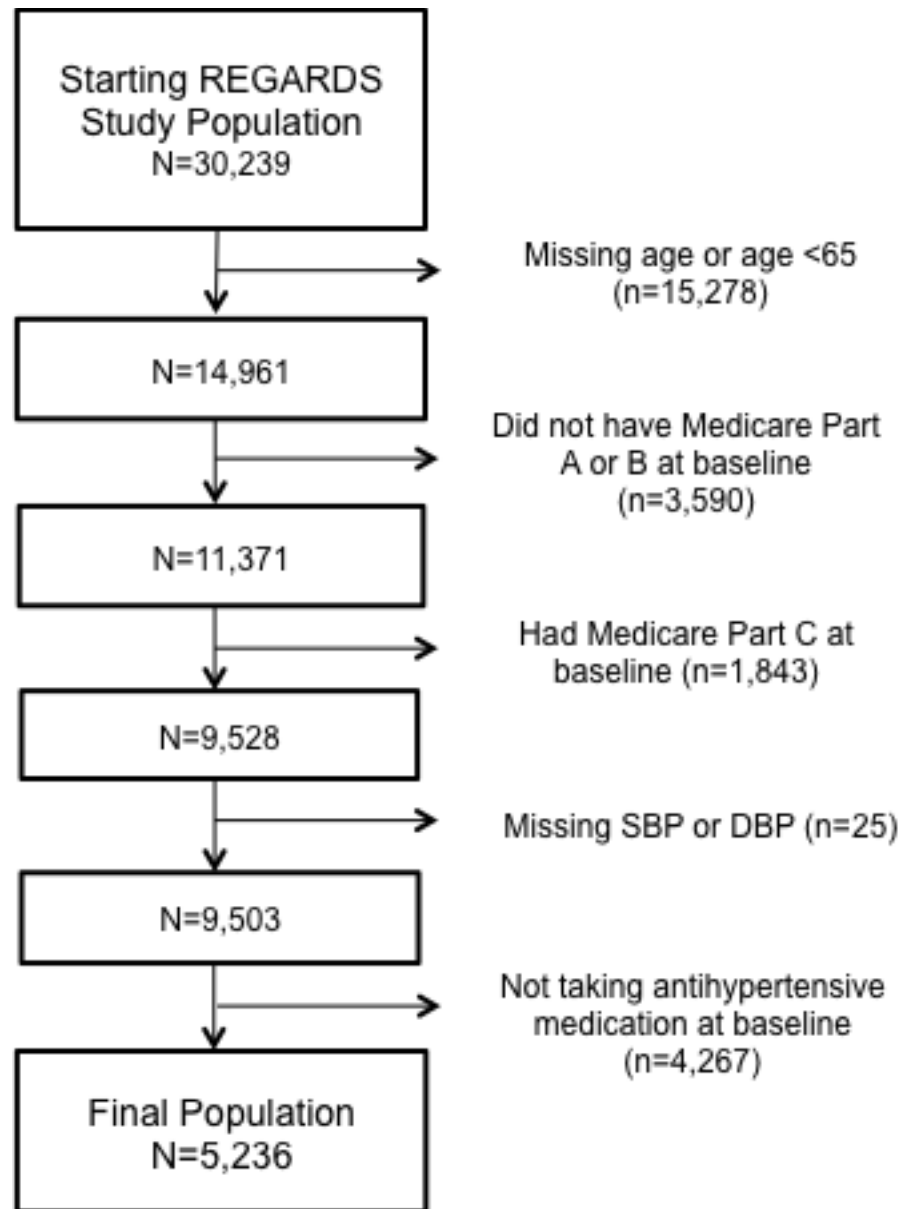 Starting REGARDS
Study Population
N=30,239
Missing age or age <65
(n=15,278)
N=14,961
Did not have Medicare Part
A or B at baseline
(n=3,590)
N=11,371
Had Medicare Part C at
baseline (n=1,843)
N=9,528
Missing SBP or DBP (n=25)
N=9,503
Not taking antihypertensive
medication at baseline
(n=4,267)
Final Population
N=5,236